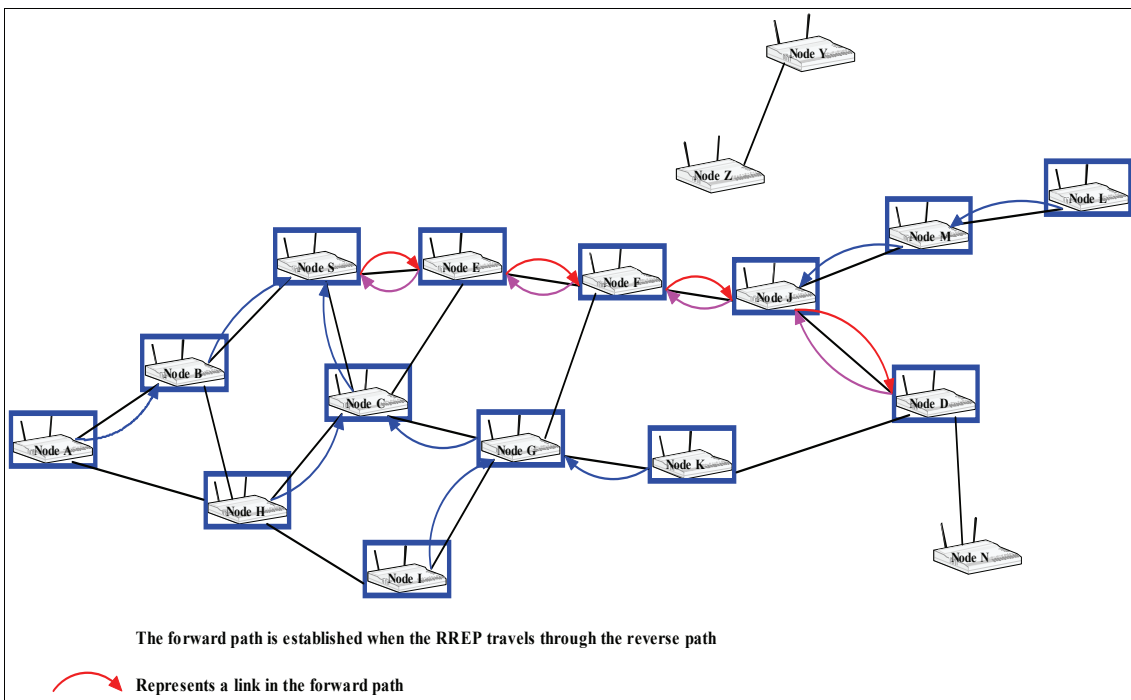 Node Y
Node Z
Node L
Node M
Node S
Node E
Node F
Node J
Node B
Node C
Node D
Node A
Node G
Node K
Node H
Node N
Node I
The forward path is established when the RREP travels through the reverse path
Represents a link in the forward path